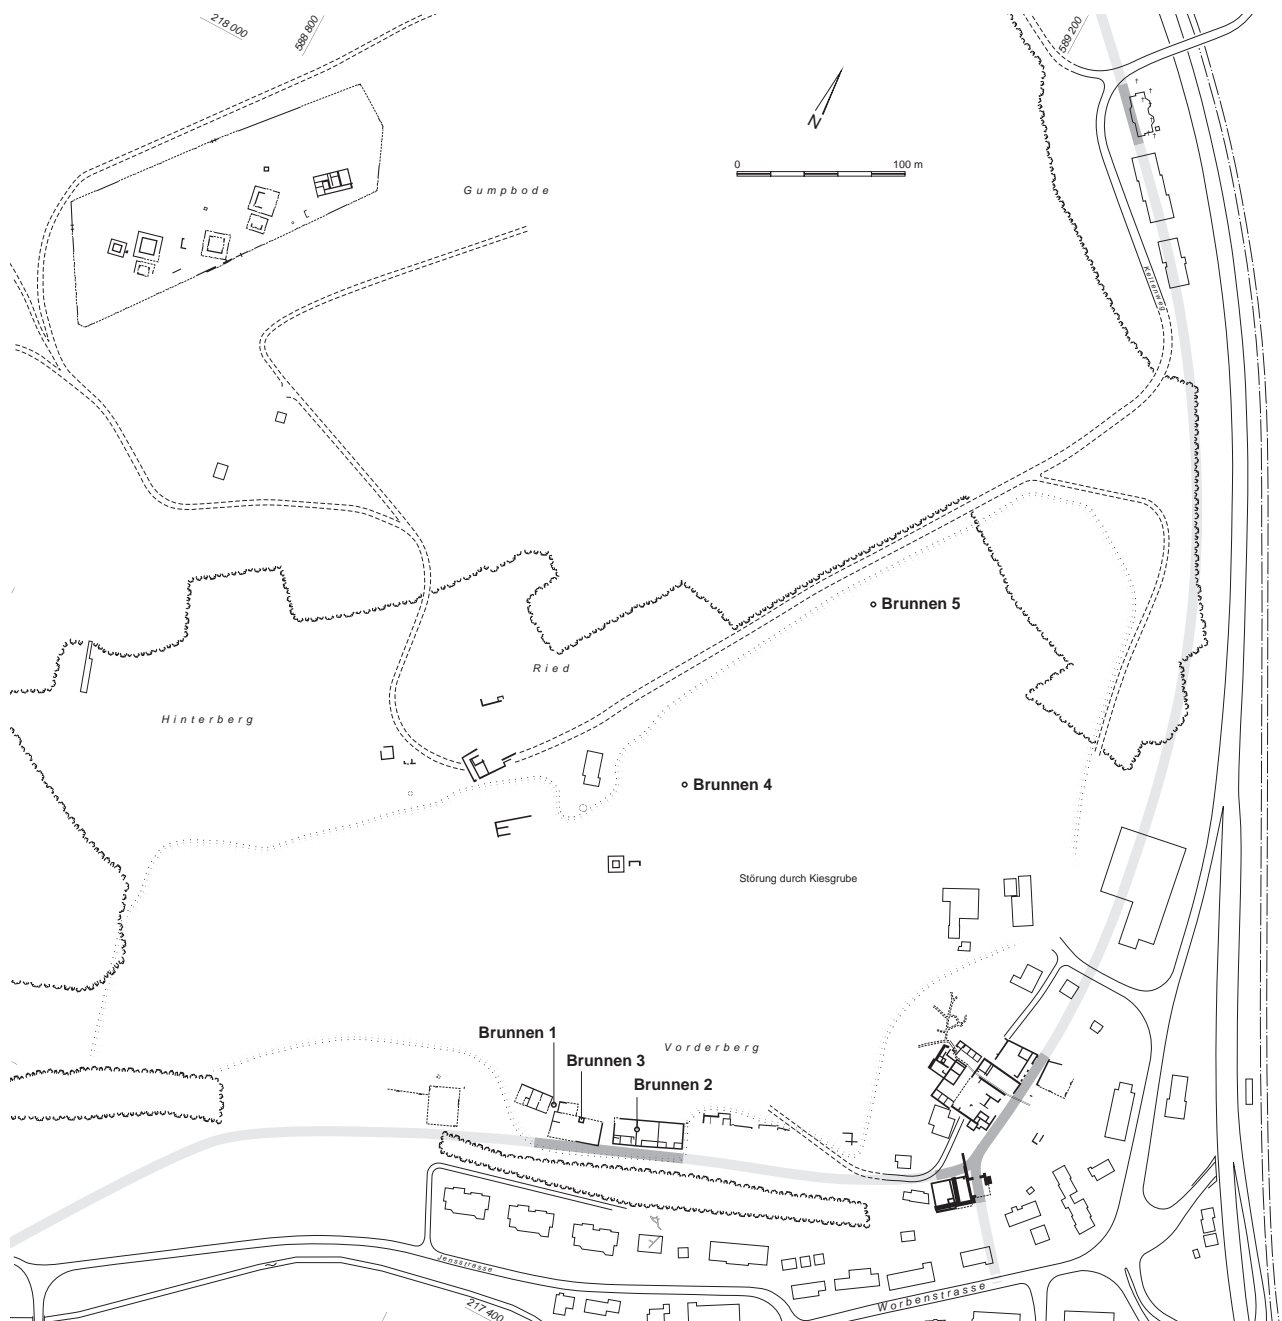 218 000
588 800
589 200
N
0
100 m
Gumpbode
Keltenweg
Brunnen 5
Ried
Hinterberg
Brunnen 4
Störung durch Kiesgrube
Brunnen 1
Vorderberg
Brunnen 3
Brunnen 2
Jensstrasse
Worbenstrasse
217 400